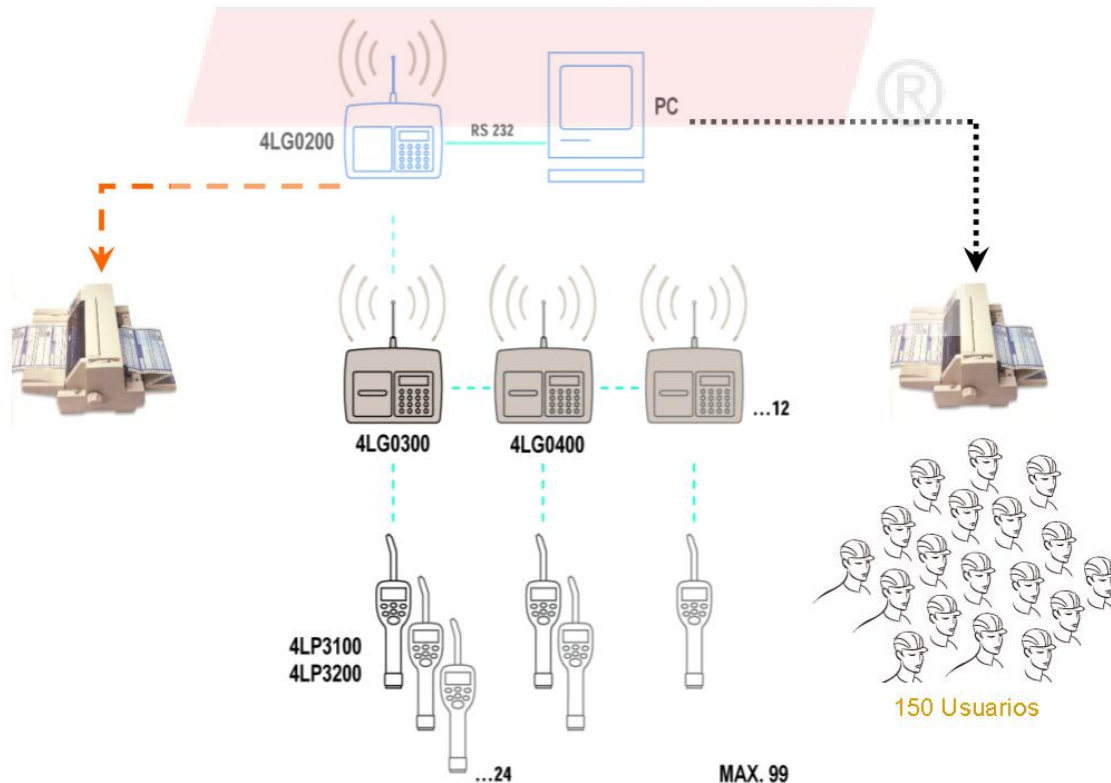 PC
®
4LG0200
RS 232
...12
4LG0300
4LG0400
4LP3100
4LP3200
150 Usuarios
...24
MAX. 99